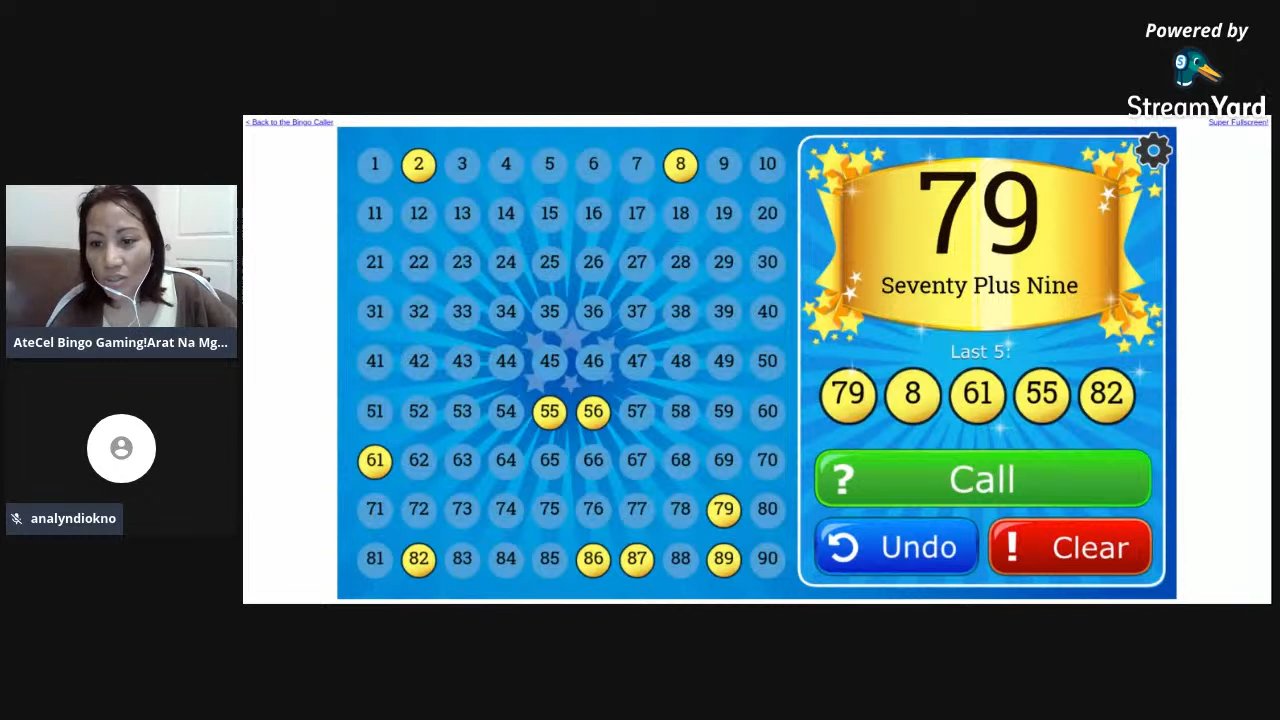 Powered by
StreamYard
< Back to the Bingo Caller
Super Fullscreen!
1 2 3 4 5 6 7 8 9 10
11 12 13 14 15 16 17 18 19 20
21 22 23 24 25 26 27 28 29 30
31 32 33 34 35 36 37 38 39 40
41 42 43 44 45 46 47 48 49 50
51 52 53 54 55 56 57 58 59 60
61 62 63 64 65 66 67 68 69 70
71 72 73 74 75 76 77 78 79 80
81 82 83 84 85 86 87 88 89 90
79
Seventy Plus Nine
Last 5:
79 8 61 55 82
? Call
Undo
! Clear
AteCel Bingo Gaming!Arat Na Mg...
analyndiokno